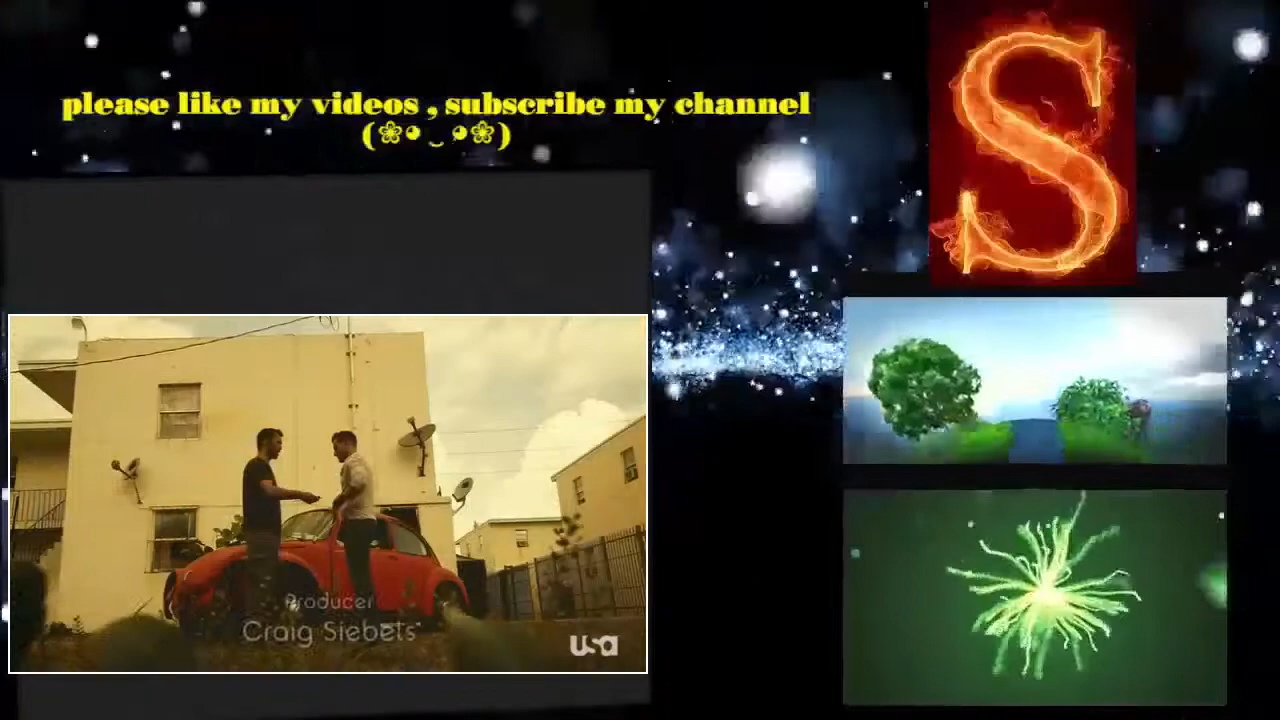 please like my videos , subscribe my channel
(❀◕ ‿ ◕❀)
S
Producer
Craig Siebels
usa